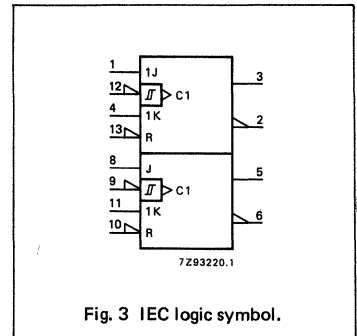 1 1J 3
12 C1
4 1K 2
13 R
8 J 5
9 C1
11 1K 6
10 R
7Z93220.1
Fig. 3 IEC logic symbol.